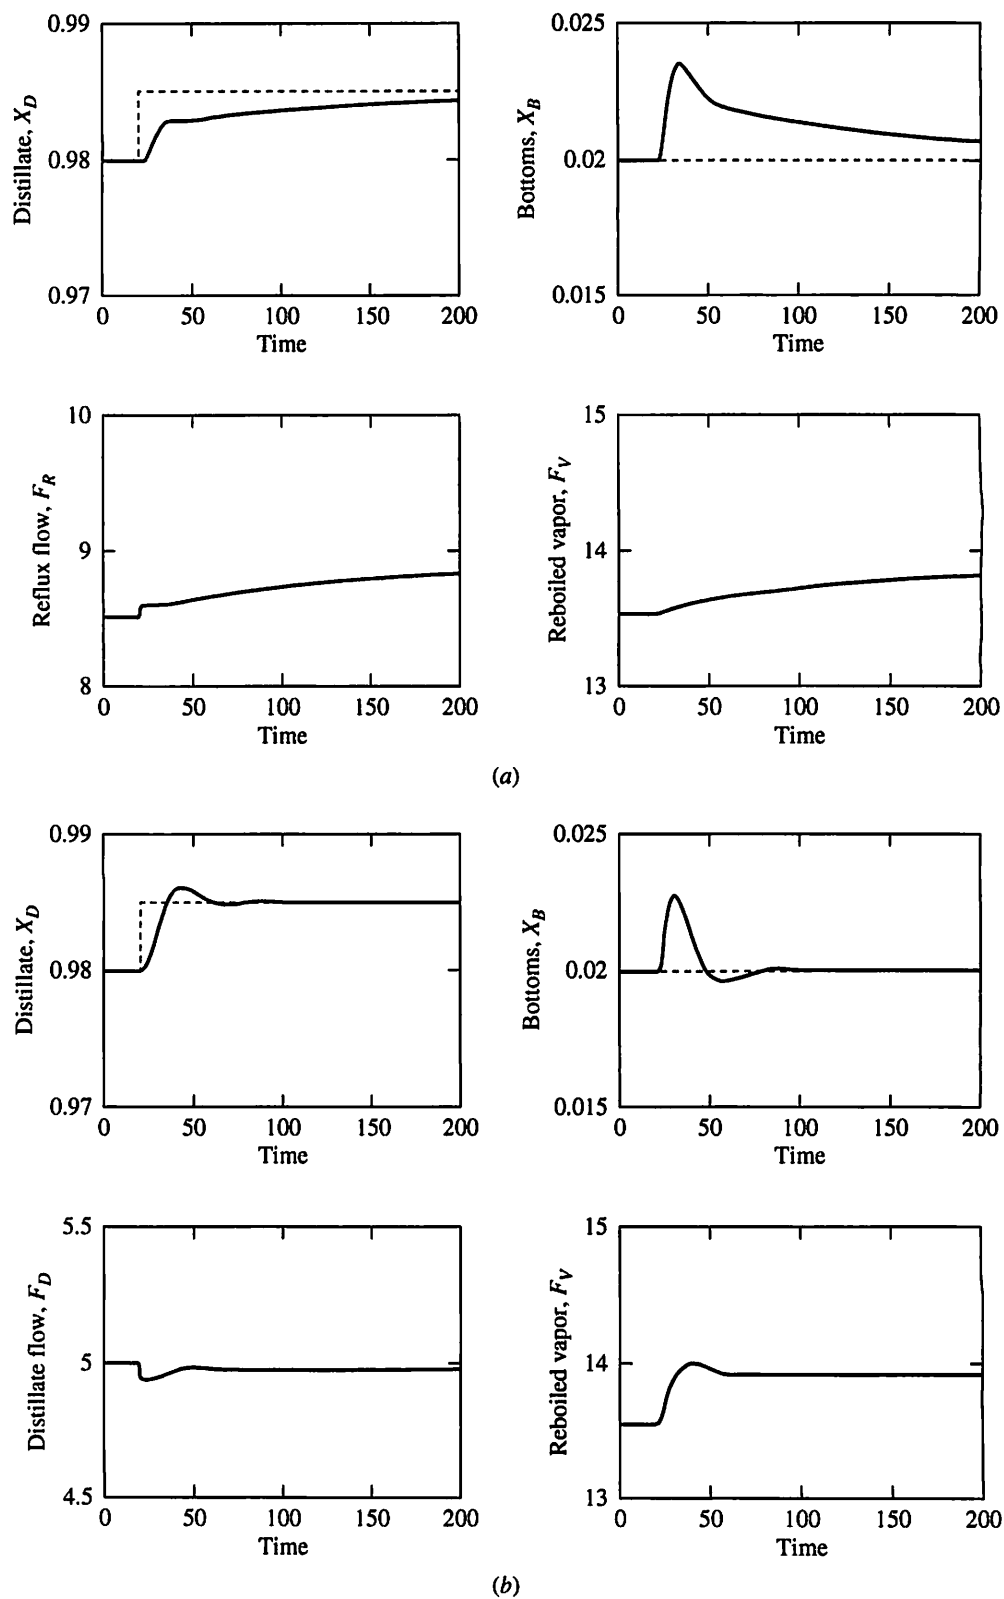 0.99
0.98
0.97
Distillate, X_D
0 50 100 150 200
Time
0.025
0.02
0.015
Bottoms, X_B
0 50 100 150 200
Time
10
9
8
Reflux flow, F_R
0 50 100 150 200
Time
15
14
13
Reboiled vapor, F_V
0 50 100 150 200
Time
(a)
0.99
0.98
0.97
Distillate, X_D
0 50 100 150 200
Time
0.025
0.02
0.015
Bottoms, X_B
0 50 100 150 200
Time
5.5
5
4.5
Distillate flow, F_D
0 50 100 150 200
Time
15
14
13
Reboiled vapor, F_V
0 50 100 150 200
Time
(b)